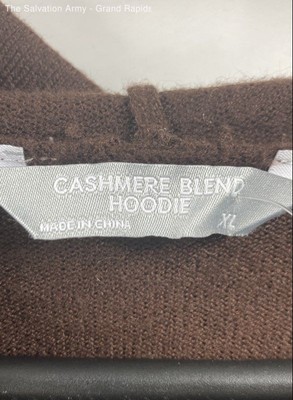 The Salvation Army - Grand Rapids
CASHMERE BLEND
HOODIE
MADE IN CHINA
XL